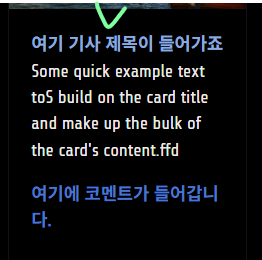 여기 기사 제목이 들어가죠
Some quick example text
toS build on the card title
and make up the bulk of
the card's content.ffd
여기에 코멘트가 들어갑니
다.